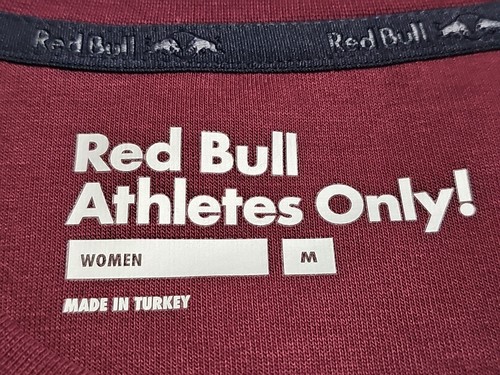 Red Bull Red Bull
Red Bull
Athletes Only!
WOMEN M
MADE IN TURKEY